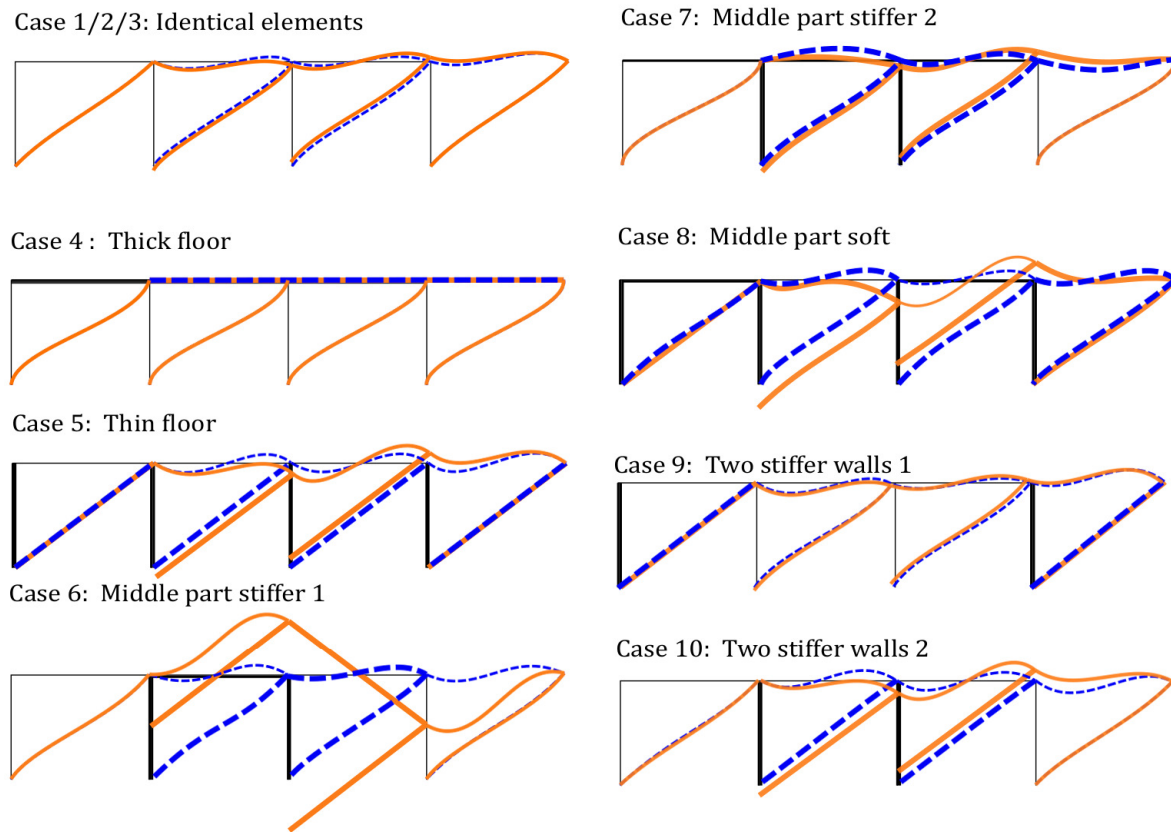 Case 1/2/3: Identical elements
Case 4 : Thick floor
Case 5: Thin floor
Case 6: Middle part stiffer 1
Case 7: Middle part stiffer 2
Case 8: Middle part soft
Case 9: Two stiffer walls 1
Case 10: Two stiffer walls 2